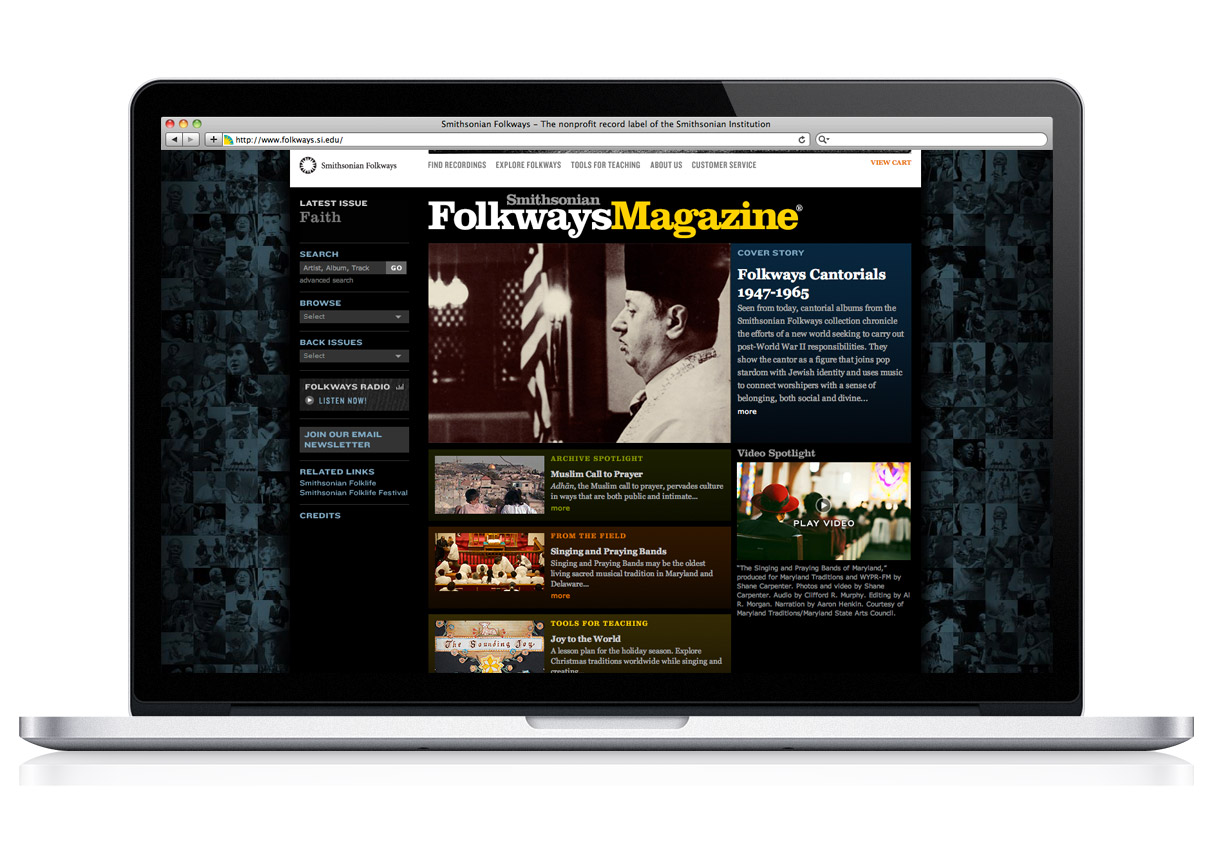 Smithsonian Folkways – The nonprofit record label of the Smithsonian Institution
http://www.folkways.si.edu/
Smithsonian Folkways
FIND RECORDINGS EXPLORE FOLKWAYS TOOLS FOR TEACHING ABOUT US CUSTOMER SERVICE
VIEW CART
LATEST ISSUE
Faith
SEARCH
Artist, Album, Track GO
advanced search
BROWSE
Select
BACK ISSUES
Select
FOLKWAYS RADIO
LISTEN NOW!
JOIN OUR EMAIL
NEWSLETTER
RELATED LINKS
Smithsonian Folklife
Smithsonian Folklife Festival
CREDITS
Smithsonian
FolkwaysMagazine®
COVER STORY
Folkways Cantorials
1947-1965
Seen from today, cantorial albums from the
Smithsonian Folkways collection chronicle
the efforts of a new world seeking to carry out
post-World War II responsibilities. They
show the cantor as a figure that joins pop
stardom with Jewish identity and uses music
to connect worshipers with a sense of
belonging, both social and divine...
more
ARCHIVE SPOTLIGHT
Muslim Call to Prayer
Adhān, the Muslim call to prayer, pervades culture
in ways that are both public and intimate...
more
FROM THE FIELD
Singing and Praying Bands
Singing and Praying Bands may be the oldest
living sacred musical tradition in Maryland and
Delaware...
more
TOOLS FOR TEACHING
The Sounding Joy
Joy to the World
A lesson plan for the holiday season. Explore
Christmas traditions worldwide while singing and
creating...
Video Spotlight
PLAY VIDEO
"The Singing and Praying Bands of Maryland,"
produced for Maryland Traditions and WYPR-FM by
Shane Carpenter. Photos and video by Shane
Carpenter. Audio by Clifford R. Murphy. Editing by Al
R. Morgan. Narration by Aaron Henkin. Courtesy of
Maryland Traditions/Maryland State Arts Council.